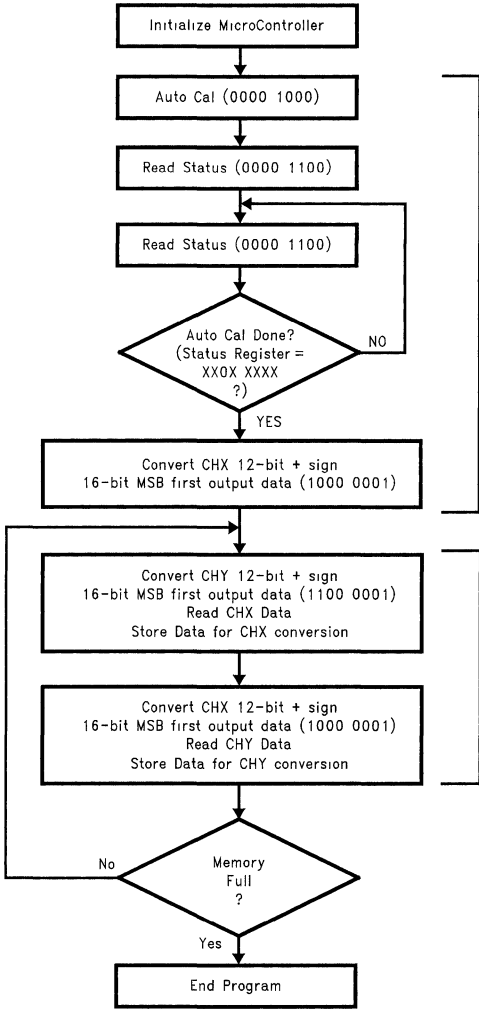 Initialize MicroController
Auto Cal (0000 1000)
Read Status (0000 1100)
Read Status (0000 1100)
Auto Cal Done?
(Status Register =
XX0X XXXX
?)
NO
YES
Convert CHX 12-bit + sign
16-bit MSB first output data (1000 0001)
Convert CHY 12-bit + sign
16-bit MSB first output data (1100 0001)
Read CHX Data
Store Data for CHX conversion
Convert CHX 12-bit + sign
16-bit MSB first output data (1000 0001)
Read CHY Data
Store Data for CHY conversion
No
Memory
Full
?
Yes
End Program